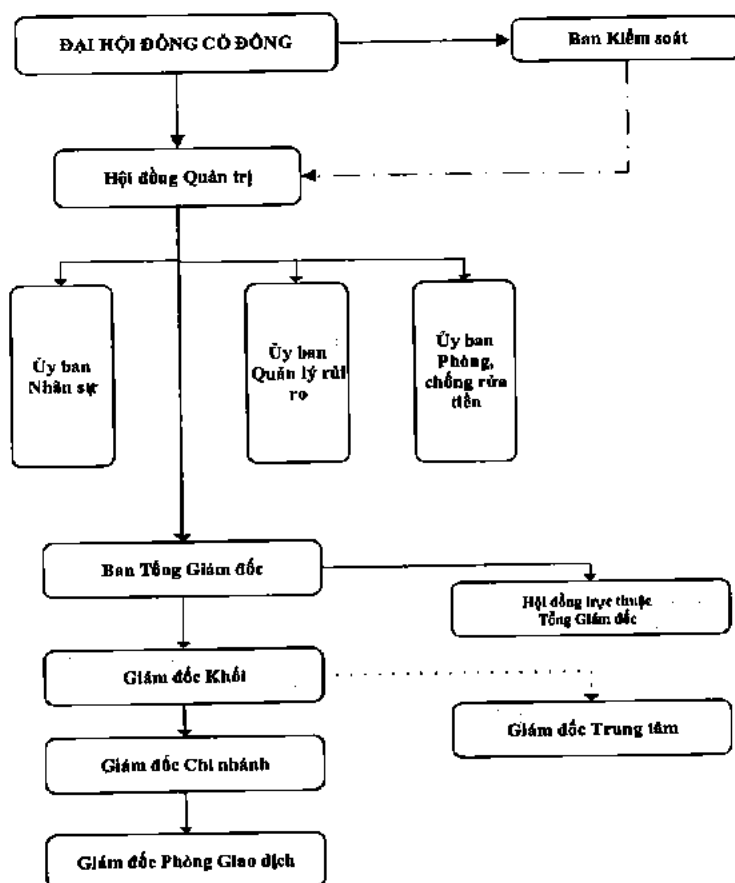 ĐẠI HỘI ĐỒNG CỔ ĐÔNG
Ban Kiểm soát
Hội đồng Quản trị
Ủy ban
Nhân sự
Ủy ban
Quản lý rủi
ro
Ủy ban
Phòng,
chống rửa
tiền
Ban Tổng Giám đốc
Hội đồng trực thuộc
Tổng Giám đốc
Giám đốc Khối
Giám đốc Trung tâm
Giám đốc Chi nhánh
Giám đốc Phòng Giao dịch